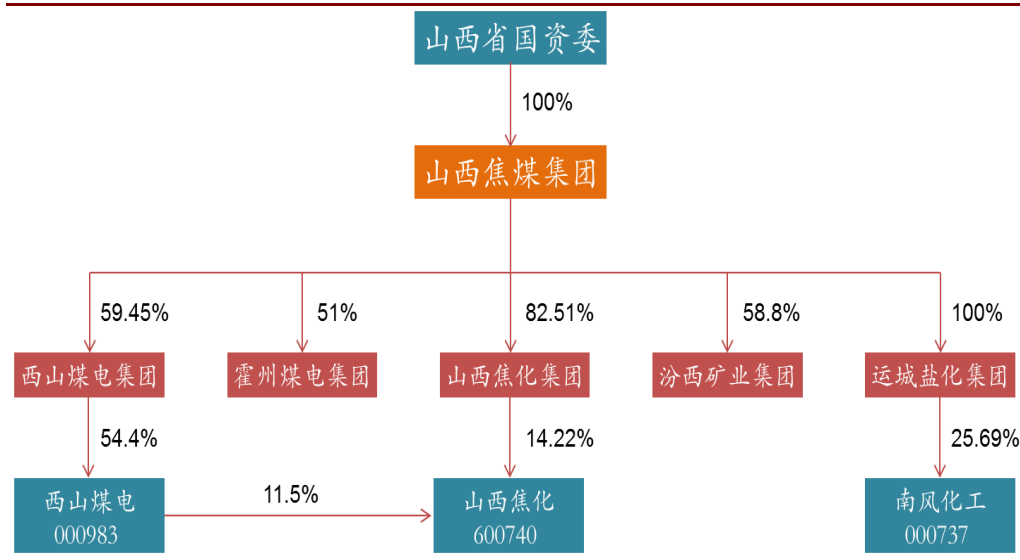 山西省国资委
100%
山西焦煤集团
59.45%
51%
82.51%
58.8%
100%
西山煤电集团
霍州煤电集团
山西焦化集团
汾西矿业集团
运城盐化集团
54.4%
14.22%
25.69%
西山煤电
000983
11.5%
山西焦化
600740
南风化工
000737